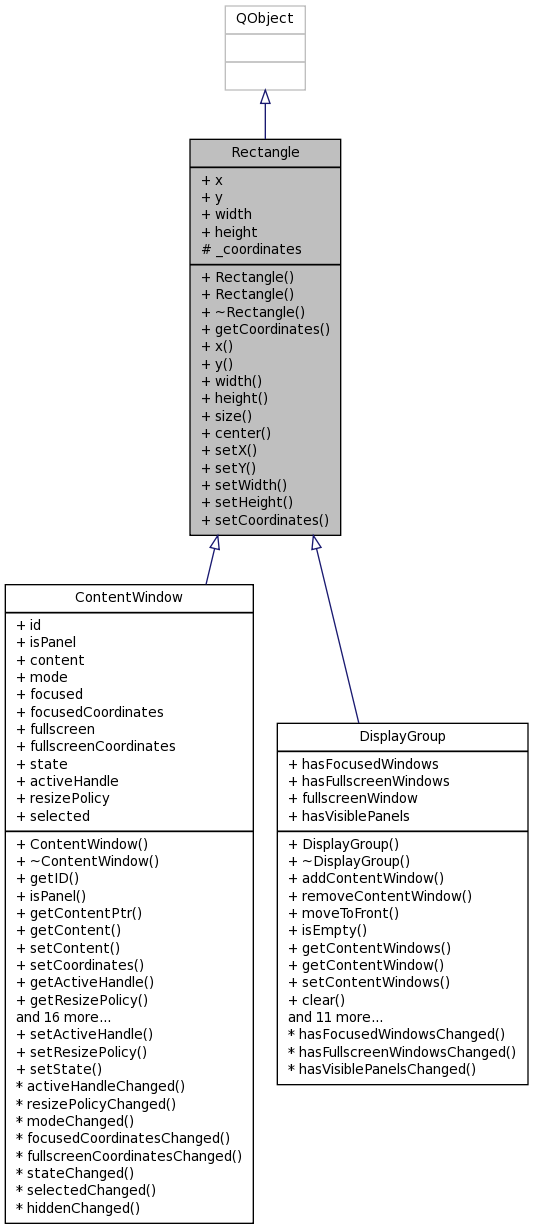 QObject
Rectangle
+ x
+ y
+ width
+ height
# _coordinates
+ Rectangle()
+ Rectangle()
+ ~Rectangle()
+ getCoordinates()
+ x()
+ y()
+ width()
+ height()
+ size()
+ center()
+ setX()
+ setY()
+ setWidth()
+ setHeight()
+ setCoordinates()
ContentWindow
+ id
+ isPanel
+ content
+ mode
+ focused
+ focusedCoordinates
+ fullscreen
+ fullscreenCoordinates
+ state
+ activeHandle
+ resizePolicy
+ selected
+ ContentWindow()
+ ~ContentWindow()
+ getID()
+ isPanel()
+ getContentPtr()
+ getContent()
+ setContent()
+ setCoordinates()
+ getActiveHandle()
+ getResizePolicy()
and 16 more...
+ setActiveHandle()
+ setResizePolicy()
+ setState()
* activeHandleChanged()
* resizePolicyChanged()
* modeChanged()
* focusedCoordinatesChanged()
* fullscreenCoordinatesChanged()
* stateChanged()
* selectedChanged()
* hiddenChanged()
DisplayGroup
+ hasFocusedWindows
+ hasFullscreenWindows
+ fullscreenWindow
+ hasVisiblePanels
+ DisplayGroup()
+ ~DisplayGroup()
+ addContentWindow()
+ removeContentWindow()
+ moveToFront()
+ isEmpty()
+ getContentWindows()
+ getContentWindow()
+ setContentWindows()
+ clear()
and 11 more...
* hasFocusedWindowsChanged()
* hasFullscreenWindowsChanged()
* hasVisiblePanelsChanged()